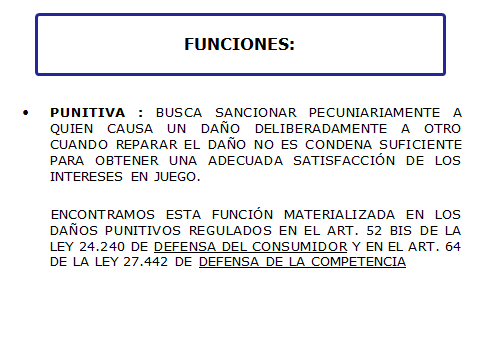 FUNCIONES:
• PUNITIVA : BUSCA SANCIONAR PECUNIARIAMENTE A
QUIEN CAUSA UN DAÑO DELIBERADAMENTE A OTRO
CUANDO REPARAR EL DAÑO NO ES CONDENA SUFICIENTE
PARA OBTENER UNA ADECUADA SATISFACCIÓN DE LOS
INTERESES EN JUEGO.
ENCONTRAMOS ESTA FUNCIÓN MATERIALIZADA EN LOS
DAÑOS PUNITIVOS REGULADOS EN EL ART. 52 BIS DE LA
LEY 24.240 DE DEFENSA DEL CONSUMIDOR Y EN EL ART. 64
DE LA LEY 27.442 DE DEFENSA DE LA COMPETENCIA